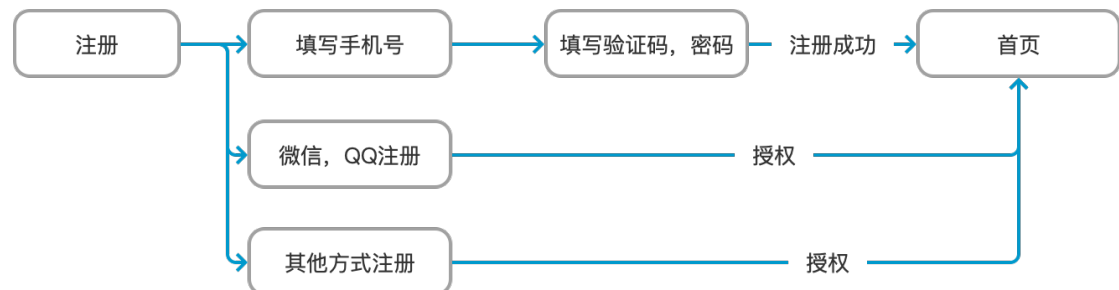 注册
填写手机号
填写验证码，密码
注册成功
首页
微信，QQ注册
授权
其他方式注册
授权